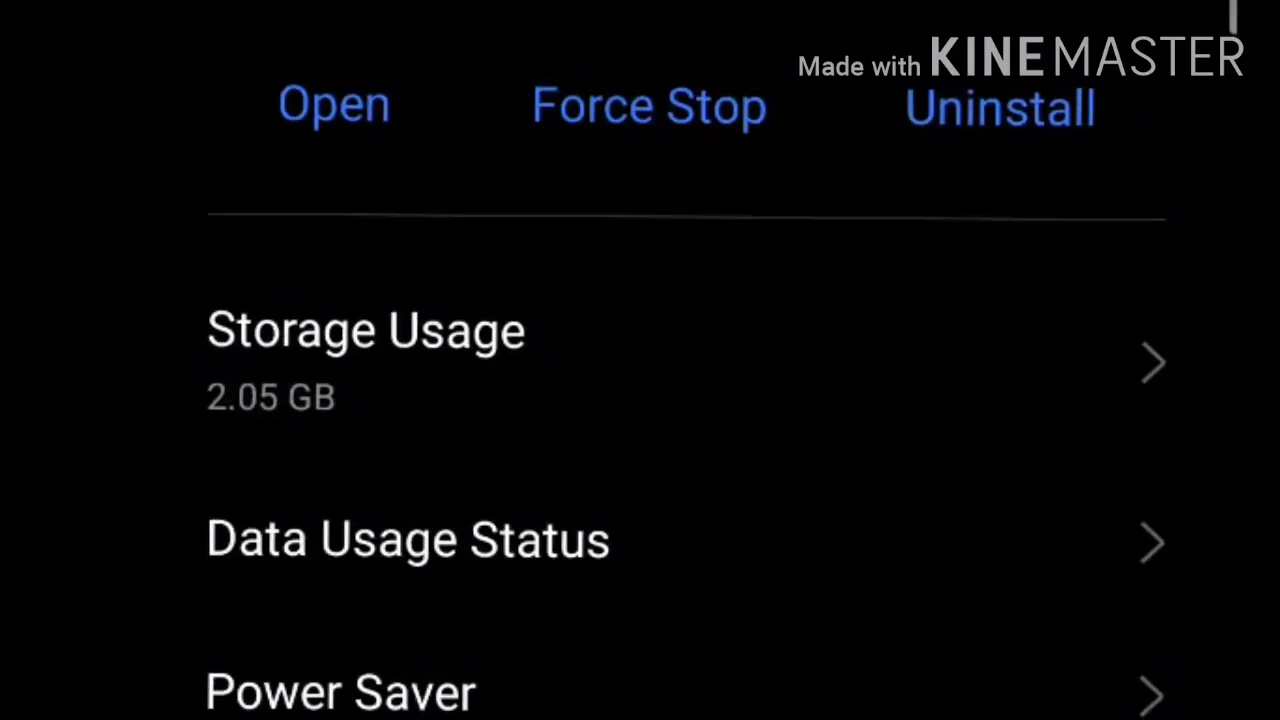 Made with KINEMASTER
Open Force Stop Uninstall
Storage Usage
2.05 GB
Data Usage Status
Power Saver